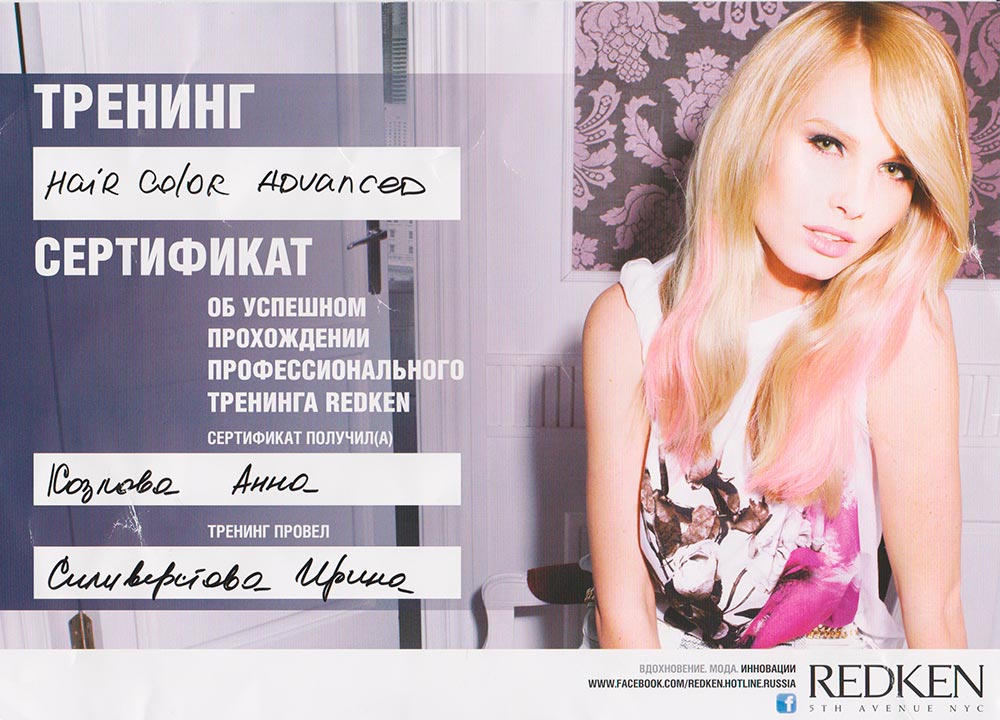 ТРЕНИНГ
HAIR COLOR ADVANCED
СЕРТИФИКАТ
ОБ УСПЕШНОМ
ПРОХОЖДЕНИИ
ПРОФЕССИОНАЛЬНОГО
ТРЕНИНГА REDKEN
СЕРТИФИКАТ ПОЛУЧИЛ(А)
Козлова Анна
ТРЕНИНГ ПРОВЕЛ
Силиверстова Ирина
ВДОХНОВЕНИЕ. МОДА. ИННОВАЦИИ
WWW.FACEBOOK.COM/REDKEN.HOTLINE.RUSSIA
f
REDKEN
5TH AVENUE NYC